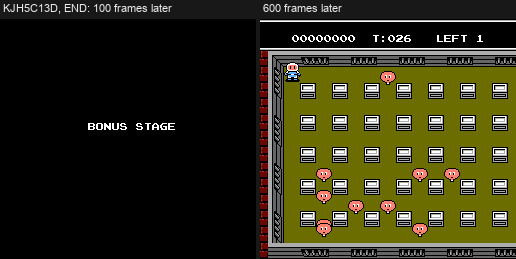 KJH5C13D, END: 100 frames later
600 frames later
00000000 T:026 LEFT 1
BONUS STAGE